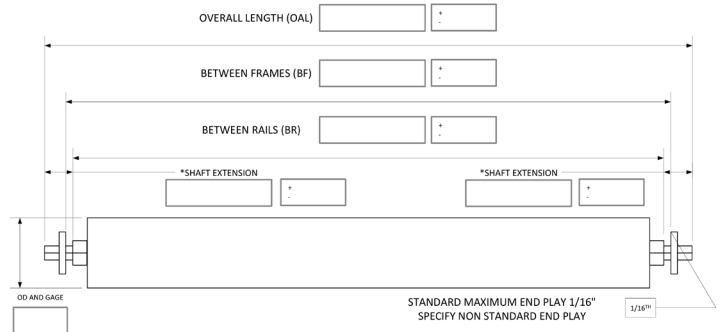 OVERALL LENGTH (OAL)
+
-
BETWEEN FRAMES (BF)
+
-
BETWEEN RAILS (BR)
+
-
*SHAFT EXTENSION
*SHAFT EXTENSION
+
-
+
-
OD AND GAGE
STANDARD MAXIMUM END PLAY 1/16"
SPECIFY NON STANDARD END PLAY
1/16TH